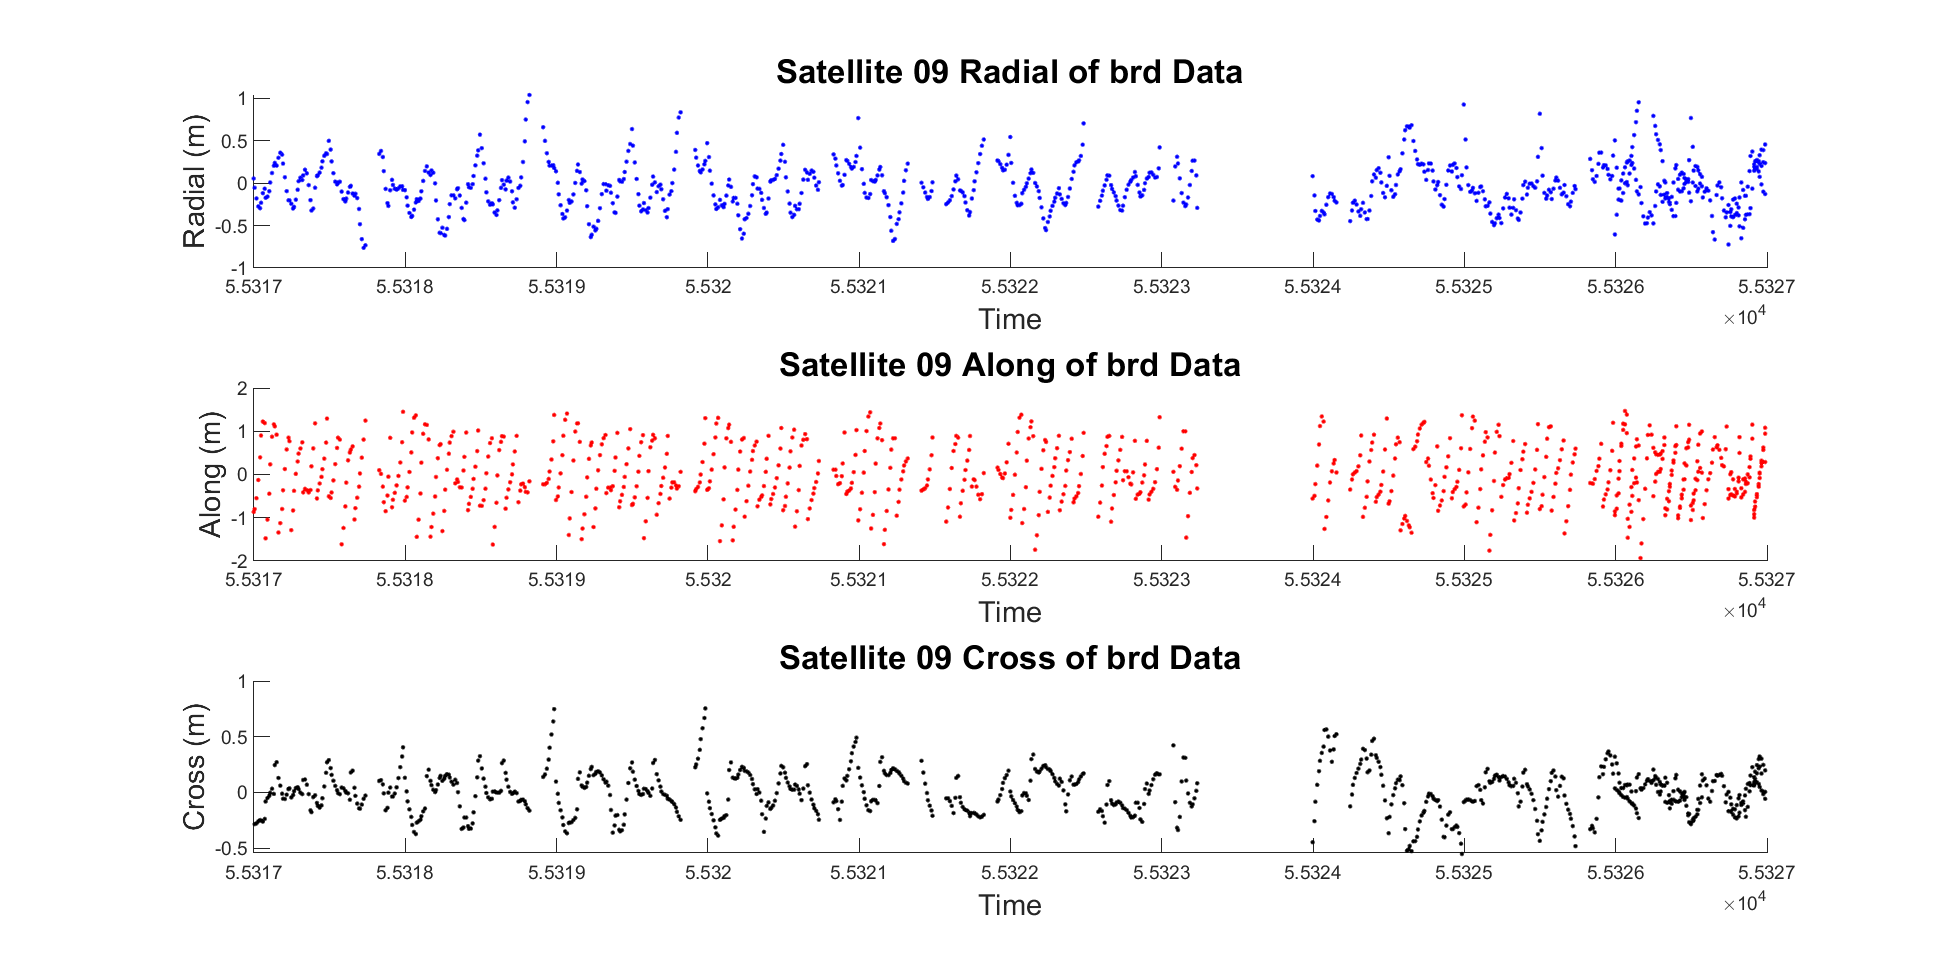 Satellite 09 Radial of brd Data
Radial (m)
1
0.5
0
-0.5
-1
5.5317 5.5318 5.5319 5.532 5.5321 5.5322 5.5323 5.5324 5.5325 5.5326 5.5327
Time
×10^4
Satellite 09 Along of brd Data
Along (m)
2
1
0
-1
-2
5.5317 5.5318 5.5319 5.532 5.5321 5.5322 5.5323 5.5324 5.5325 5.5326 5.5327
Time
×10^4
Satellite 09 Cross of brd Data
Cross (m)
1
0.5
0
-0.5
5.5317 5.5318 5.5319 5.532 5.5321 5.5322 5.5323 5.5324 5.5325 5.5326 5.5327
Time
×10^4